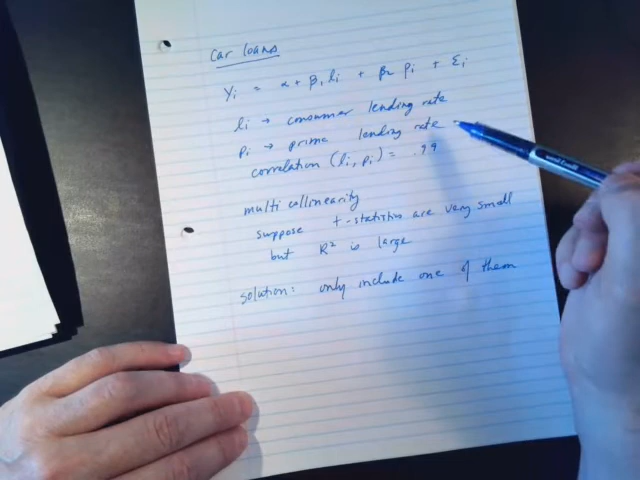 Car loans
Yi = α + β1 li + β2 pi + εi
li → consumer lending rate
pi → prime lending rate
correlation (li, pi) = .99
multicollinearity
suppose t-statistics are very small
but R² is large
solution: only include one of them